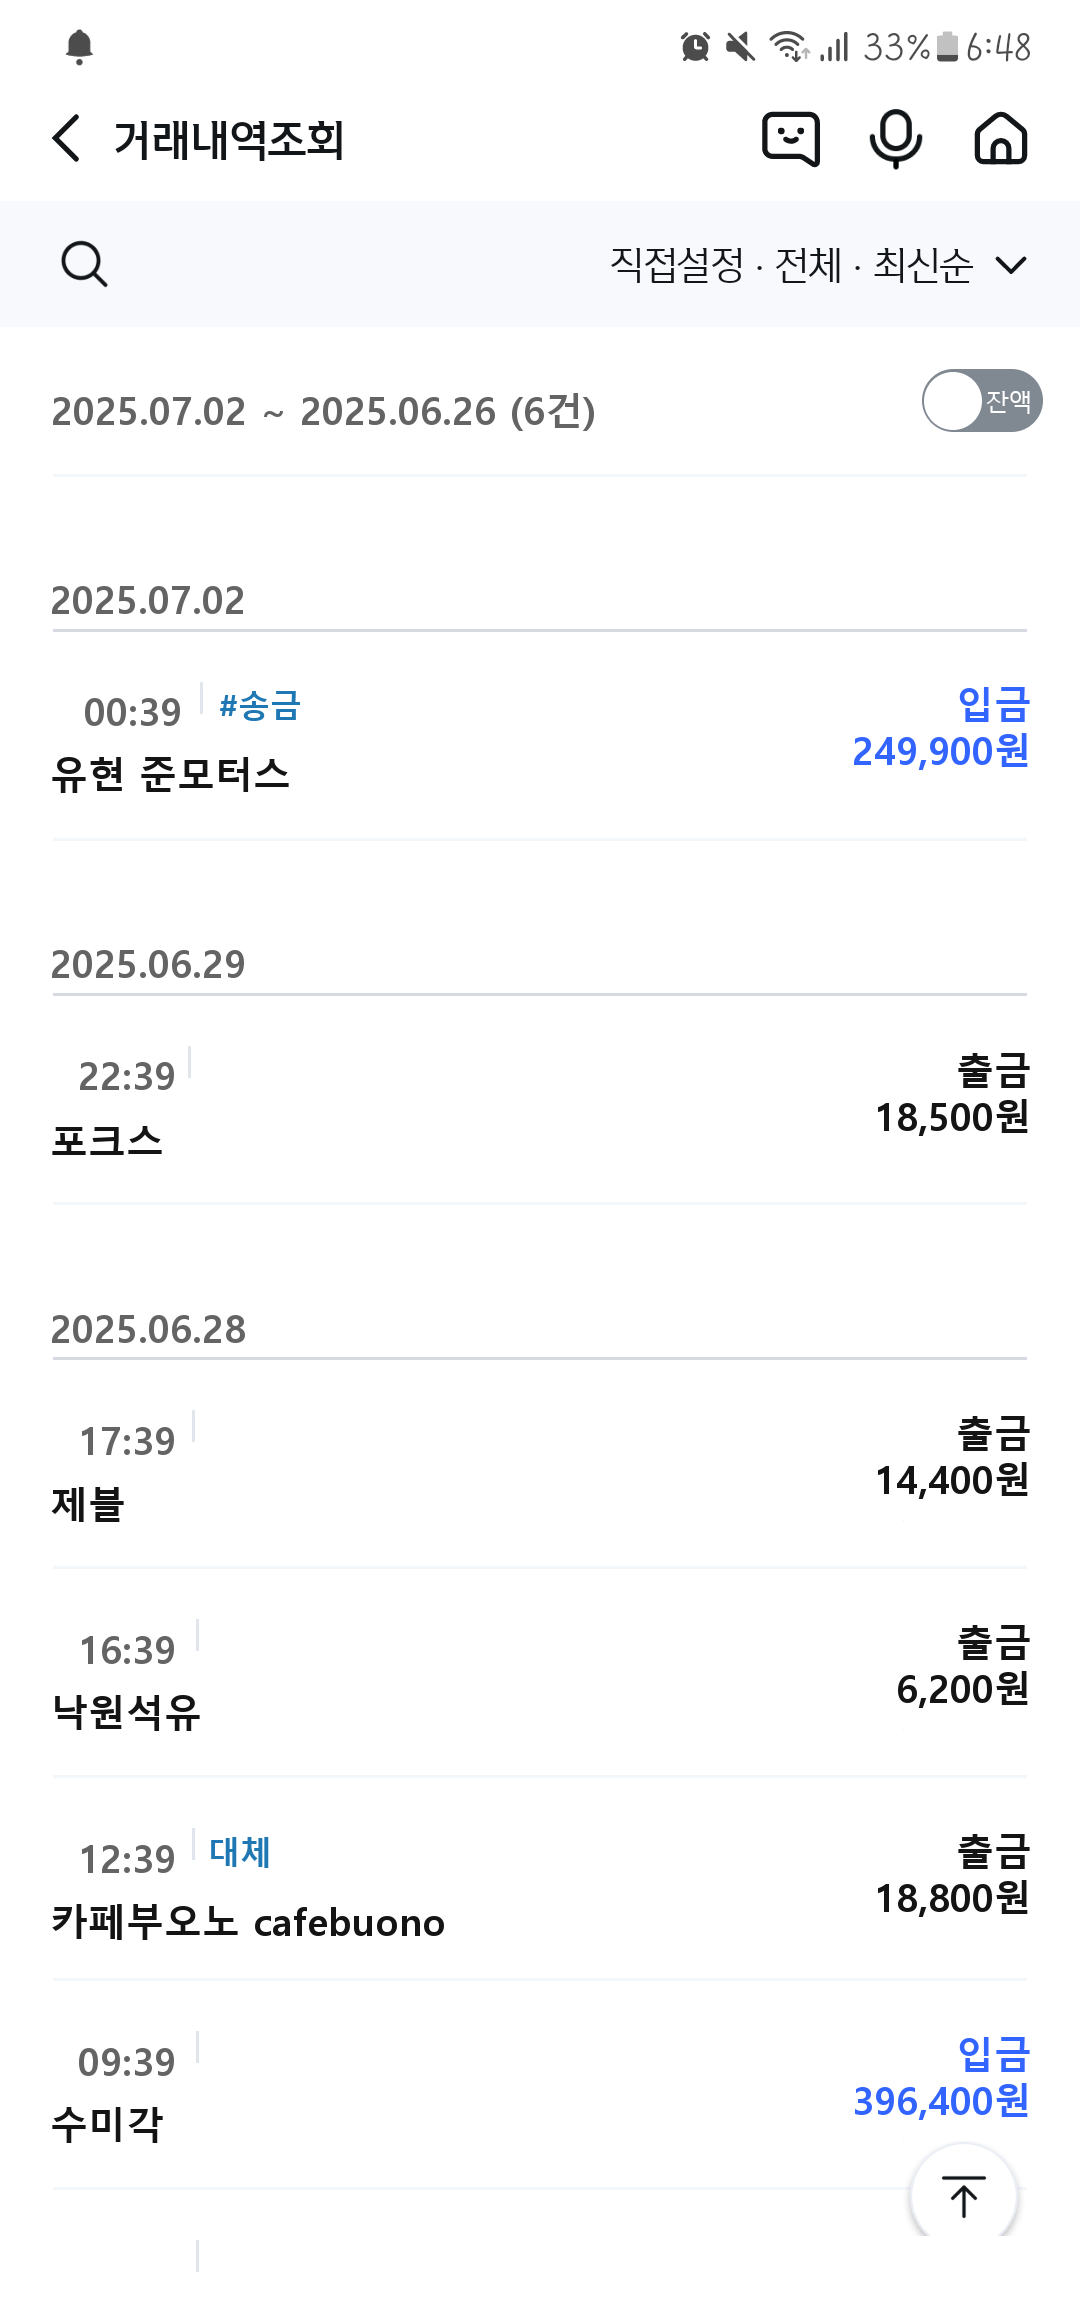 33% 6:48
거래내역조회
직접설정 · 전체 · 최신순
2025.07.02 ~ 2025.06.26 (6건)
잔액
2025.07.02
00:39 #송금
입금
249,900원
유현 준모터스
2025.06.29
22:39
출금
18,500원
포크스
2025.06.28
17:39
출금
14,400원
제블
16:39
출금
6,200원
낙원석유
12:39 대체
출금
18,800원
카페부오노 cafebuono
09:39
입금
396,400원
수미각